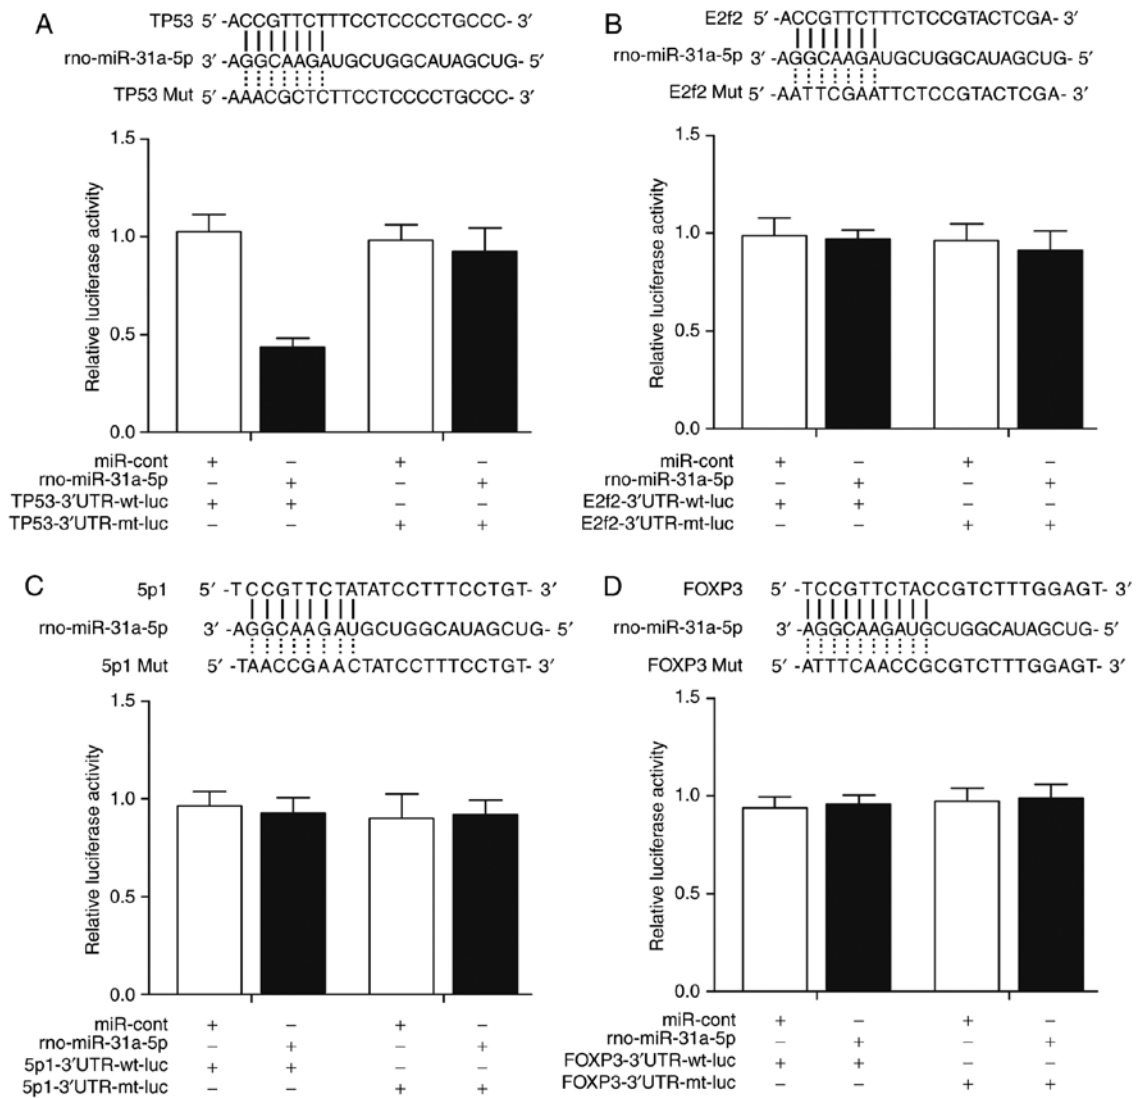 A
TP53 5′ -ACCGTTCTTTCCTCCCCTGCCC- 3′
rno-miR-31a-5p 3′ -AGGCAAGAUGCUGGCAUAGCUG- 5′
TP53 Mut 5′ -AAACGCTCTTCCTCCCCTGCCC- 3′
Relative luciferase activity
1.5
1.0
0.5
0.0
miR-cont + – + –
rno-miR-31a-5p – + – +
TP53-3′UTR-wt-luc + + – –
TP53-3′UTR-mt-luc – – + +
B
E2f2 5′ -ACCGTTCTTTCTCCGTACTCGA- 3′
rno-miR-31a-5p 3′ -AGGCAAGAUGCUGGCAUAGCUG- 5′
E2f2 Mut 5′ -AATTCGAATTCTCCGTACTCGA- 3′
Relative luciferase activity
1.5
1.0
0.5
0.0
miR-cont + – + –
rno-miR-31a-5p – + – +
E2f2-3′UTR-wt-luc + + – –
E2f2-3′UTR-mt-luc – – + +
C
5p1 5′ -TCCGTTCTATATCCTTTCCTGT- 3′
rno-miR-31a-5p 3′ -AGGCAAGAUGCUGGCAUAGCUG- 5′
5p1 Mut 5′ -TAACCGAACTATCCTTTCCTGT- 3′
Relative luciferase activity
1.5
1.0
0.5
0.0
miR-cont + – + –
rno-miR-31a-5p – + – +
5p1-3′UTR-wt-luc + + – –
5p1-3′UTR-mt-luc – – + +
D
FOXP3 5′ -TCCGTTCTACCGTCTTTGGAGT- 3′
rno-miR-31a-5p 3′ -AGGCAAGAUGCUGGCAUAGCUG- 5′
FOXP3 Mut 5′ -ATTTCAACCGCGTCTTTGGAGT- 3′
Relative luciferase activity
1.5
1.0
0.5
0.0
miR-cont + – + –
rno-miR-31a-5p – + – +
FOXP3-3′UTR-wt-luc + + – –
FOXP3-3′UTR-mt-luc – – + +